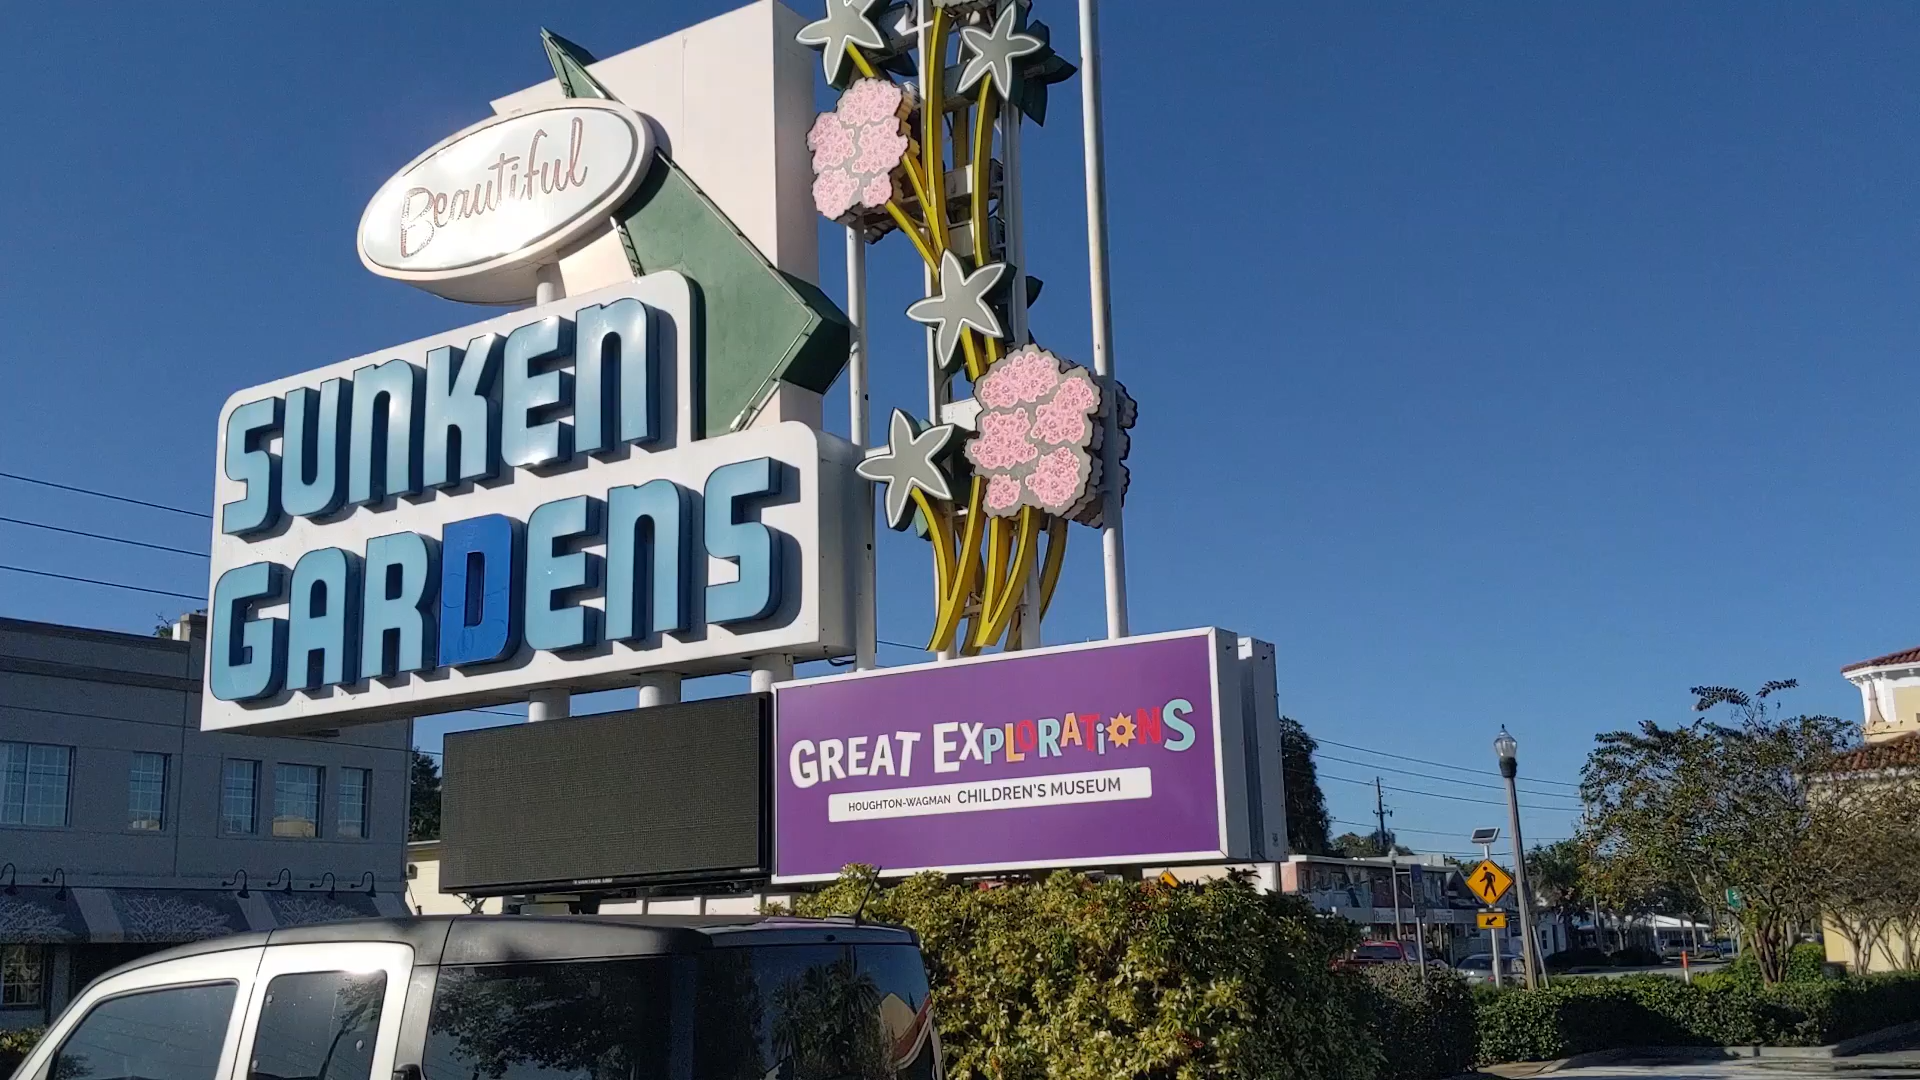 Beautiful
SUNKEN
GARDENS
GREAT EXPLORATiONS
HOUGHTON-WAGMAN CHILDREN'S MUSEUM